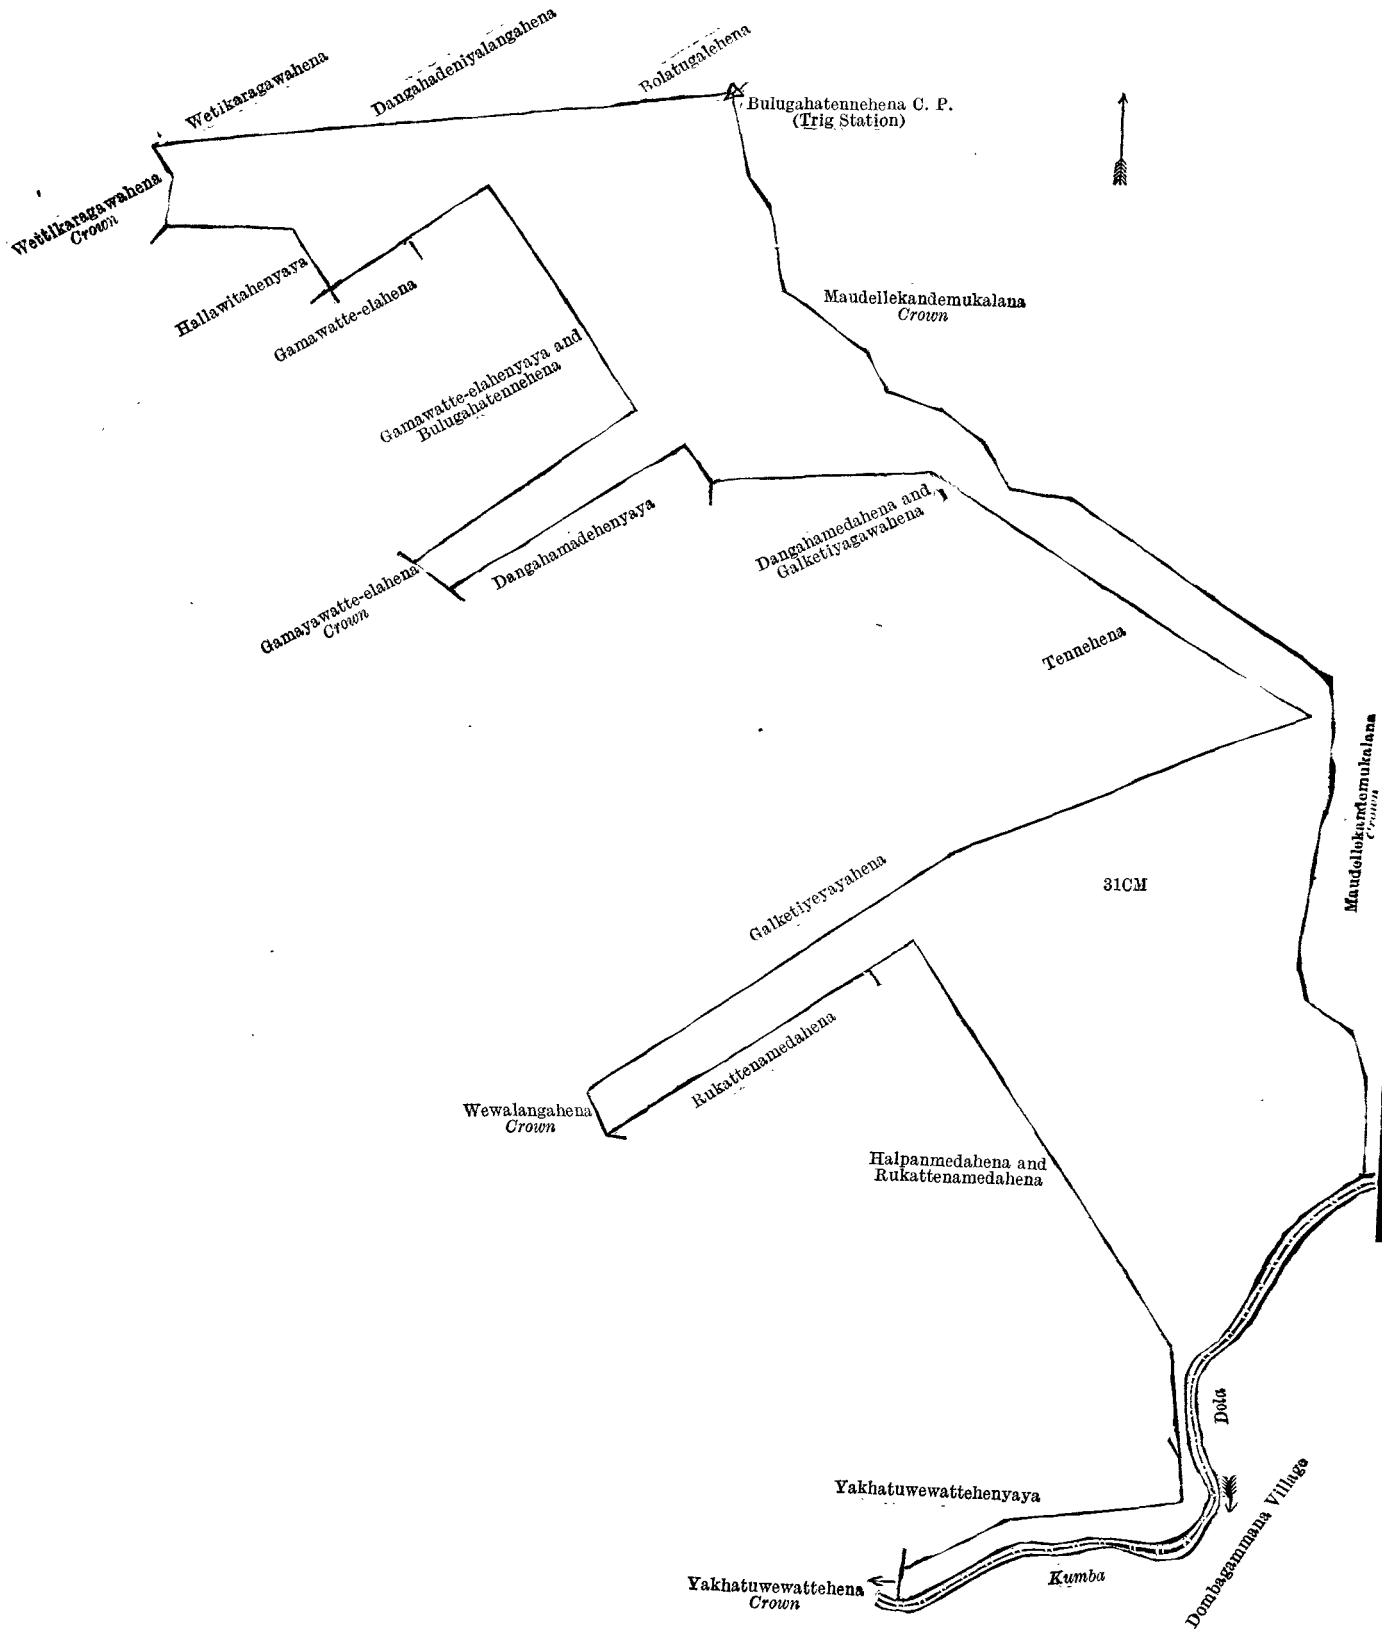 Wetikaragawahena
Dangahadeniyalangahena
Bolatugalehena
Bulugahatennehena C. P.
(Trig Station)
Wettikaragawahena
Crown
Hallawitahenyaya
Gamawatte-elahena
Maudellekandemukalana
Crown
Gamawatte-elahenyaya and
Bulugahatennehena
Gamayawatte-elahena
Crown
Dangahamadehenyaya
Dangahamedahena and
Galketiyagawahena
Tennehena
Maudellekandemukalana
Crown
Galketiyeyayahena
31CM
Rukattenamedahena
Wewalangahena
Crown
Halpanmedahena and
Rukattenamedahena
Dola
Yakhatuwewattehenyaya
Dombagammana Village
Kumba
Yakhatuwewattehena
Crown